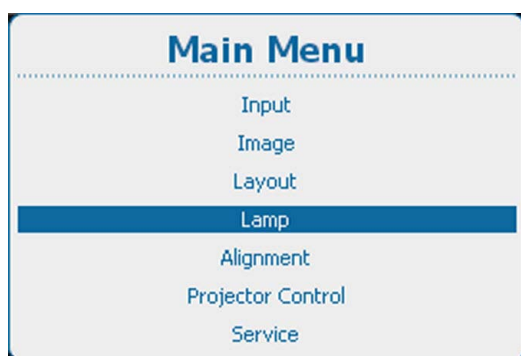 Main Menu
Input
Image
Layout
Lamp
Alignment
Projector Control
Service